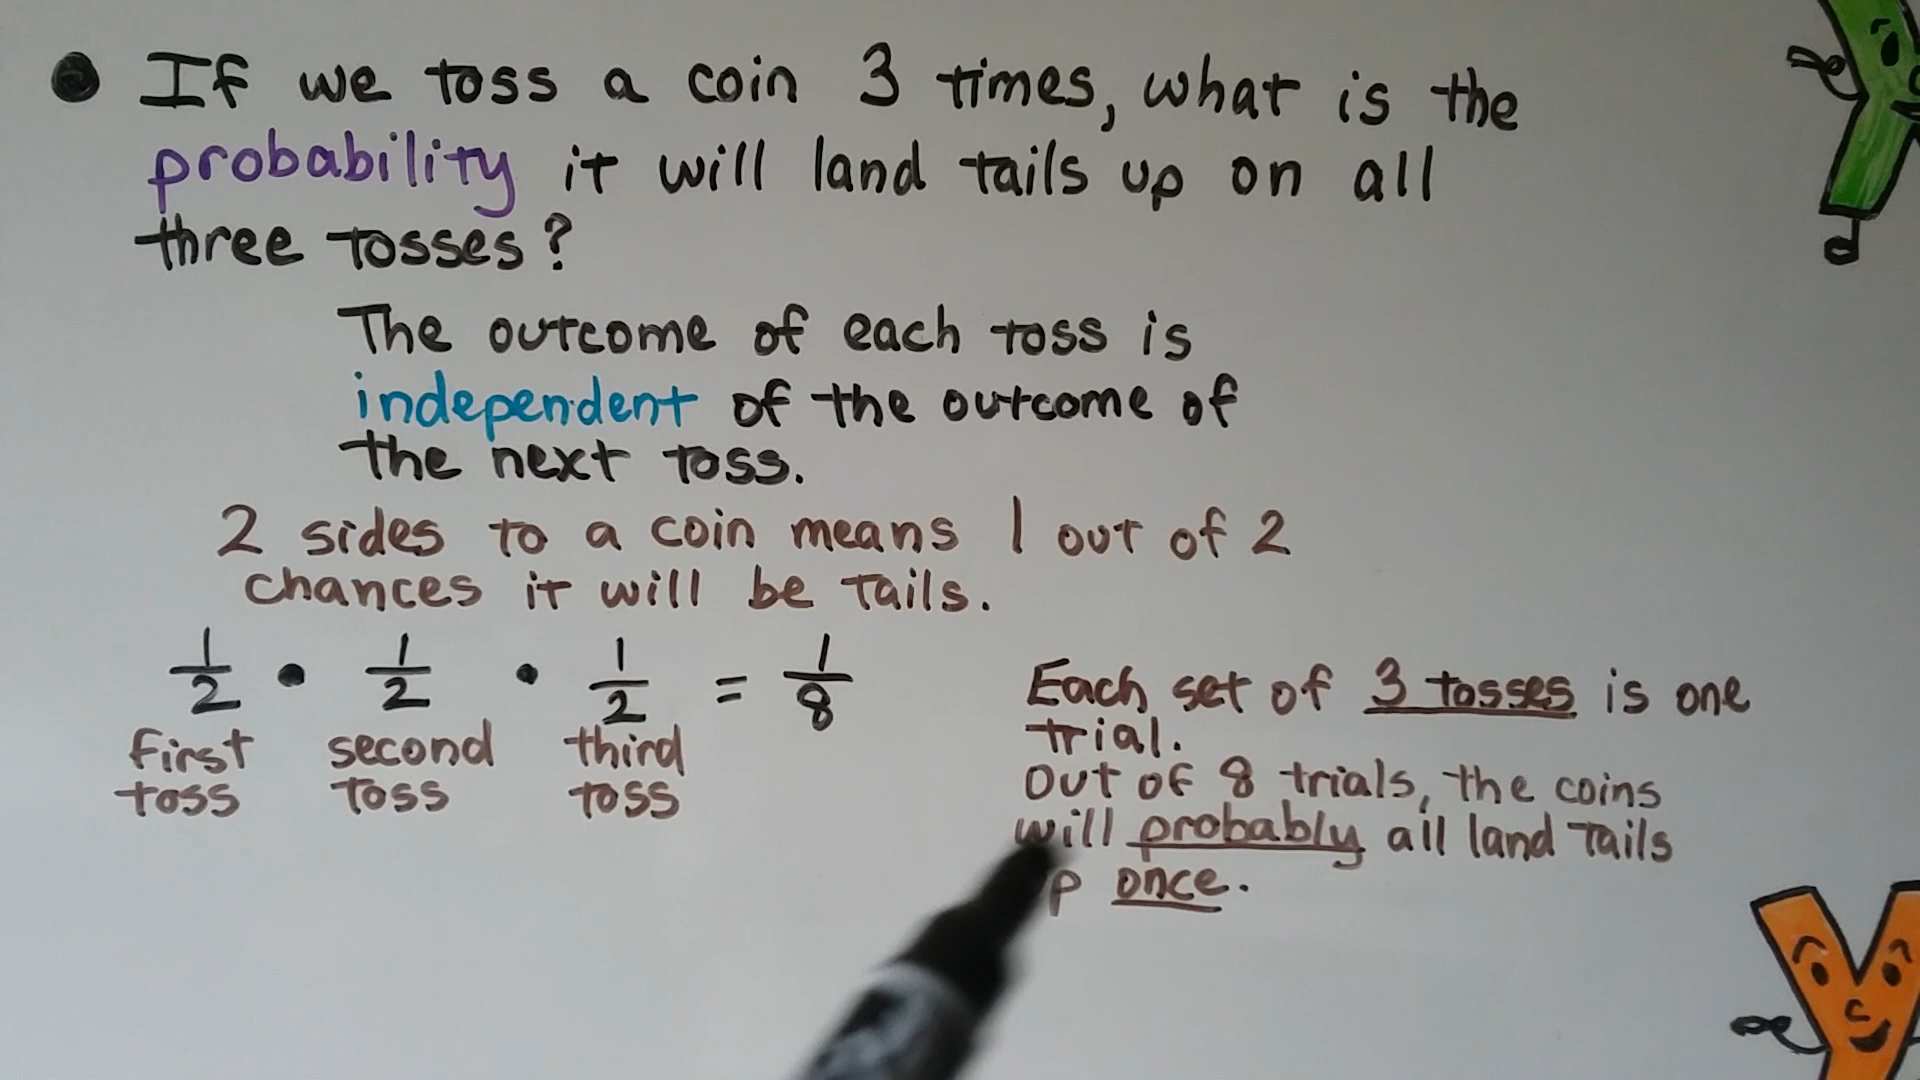 If we toss a coin 3 times, what is the
probability it will land tails up on all
three tosses?
The outcome of each toss is
independent of the outcome of
the next toss.
2 sides to a coin means 1 out of 2
chances it will be tails.
1/2 • 1/2 • 1/2 = 1/8
first toss
second toss
third toss
Each set of 3 tosses is one
trial.
Out of 8 trials, the coins
will probably all land tails
once.